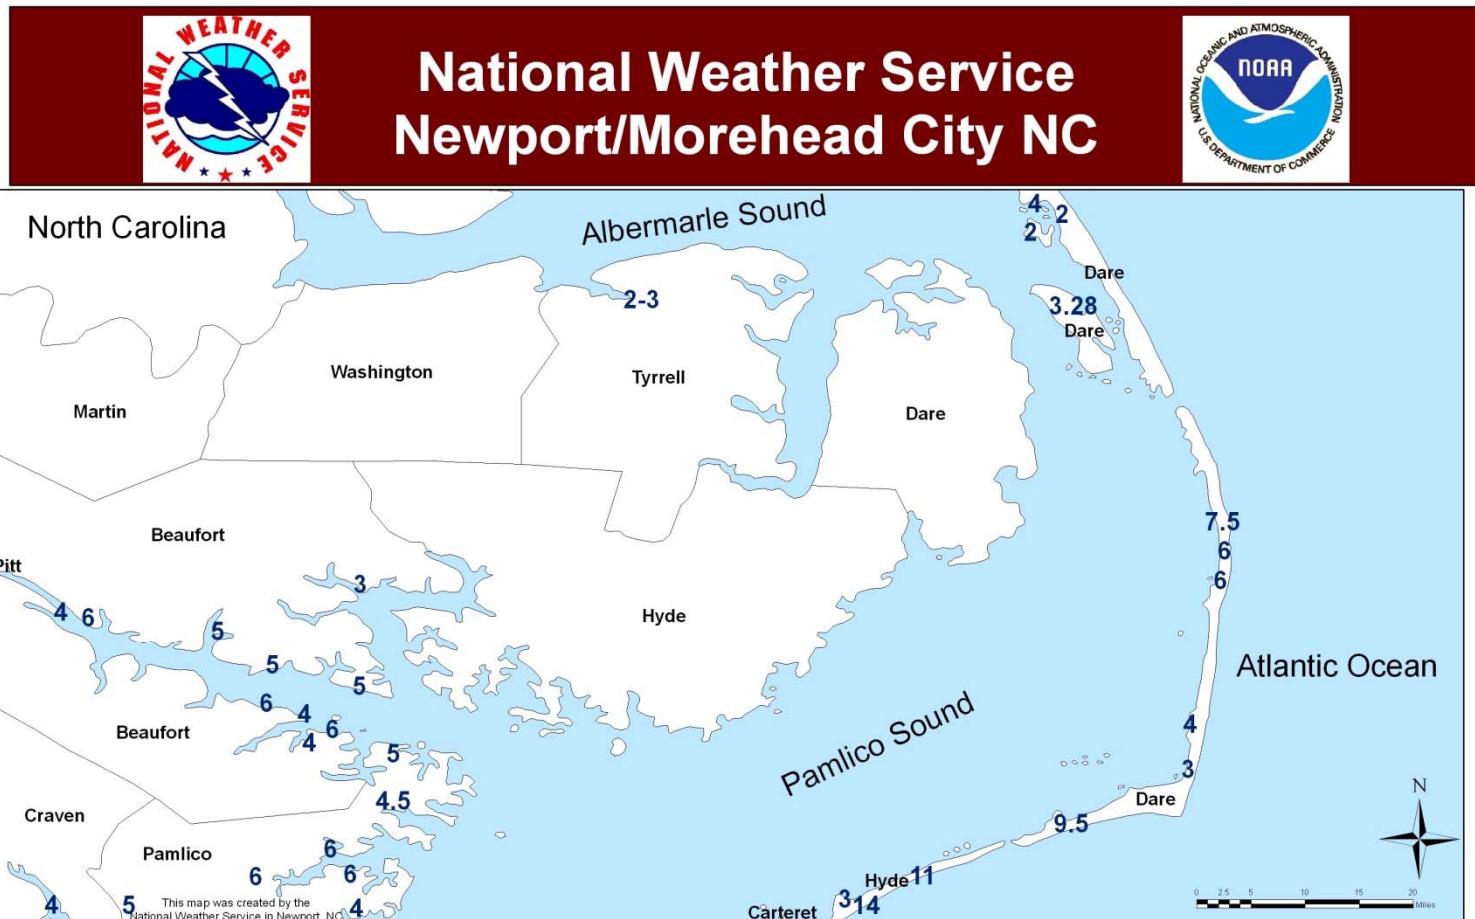 NATIONAL WEATHER SERVICE
National Weather Service
Newport/Morehead City NC
NATIONAL OCEANIC AND ATMOSPHERIC ADMINISTRATION
NOAA
U.S. DEPARTMENT OF COMMERCE
North Carolina
Albermarle Sound
4
2
2
Dare
2-3
3.28
Dare
Washington
Tyrrell
Martin
Dare
7.5
Beaufort
6
Pitt
6
3
4
6
Hyde
5
5
Atlantic Ocean
5
6
4
4
Beaufort
6
4
Pamlico Sound
5
3
N
4.5
Dare
Craven
9.5
6
Pamlico
6
6
Hyde
11
0 2.5 5 10 15 20
Miles
3
14
4
5
This map was created by the
National Weather Service in Newport, NC
4
Carteret